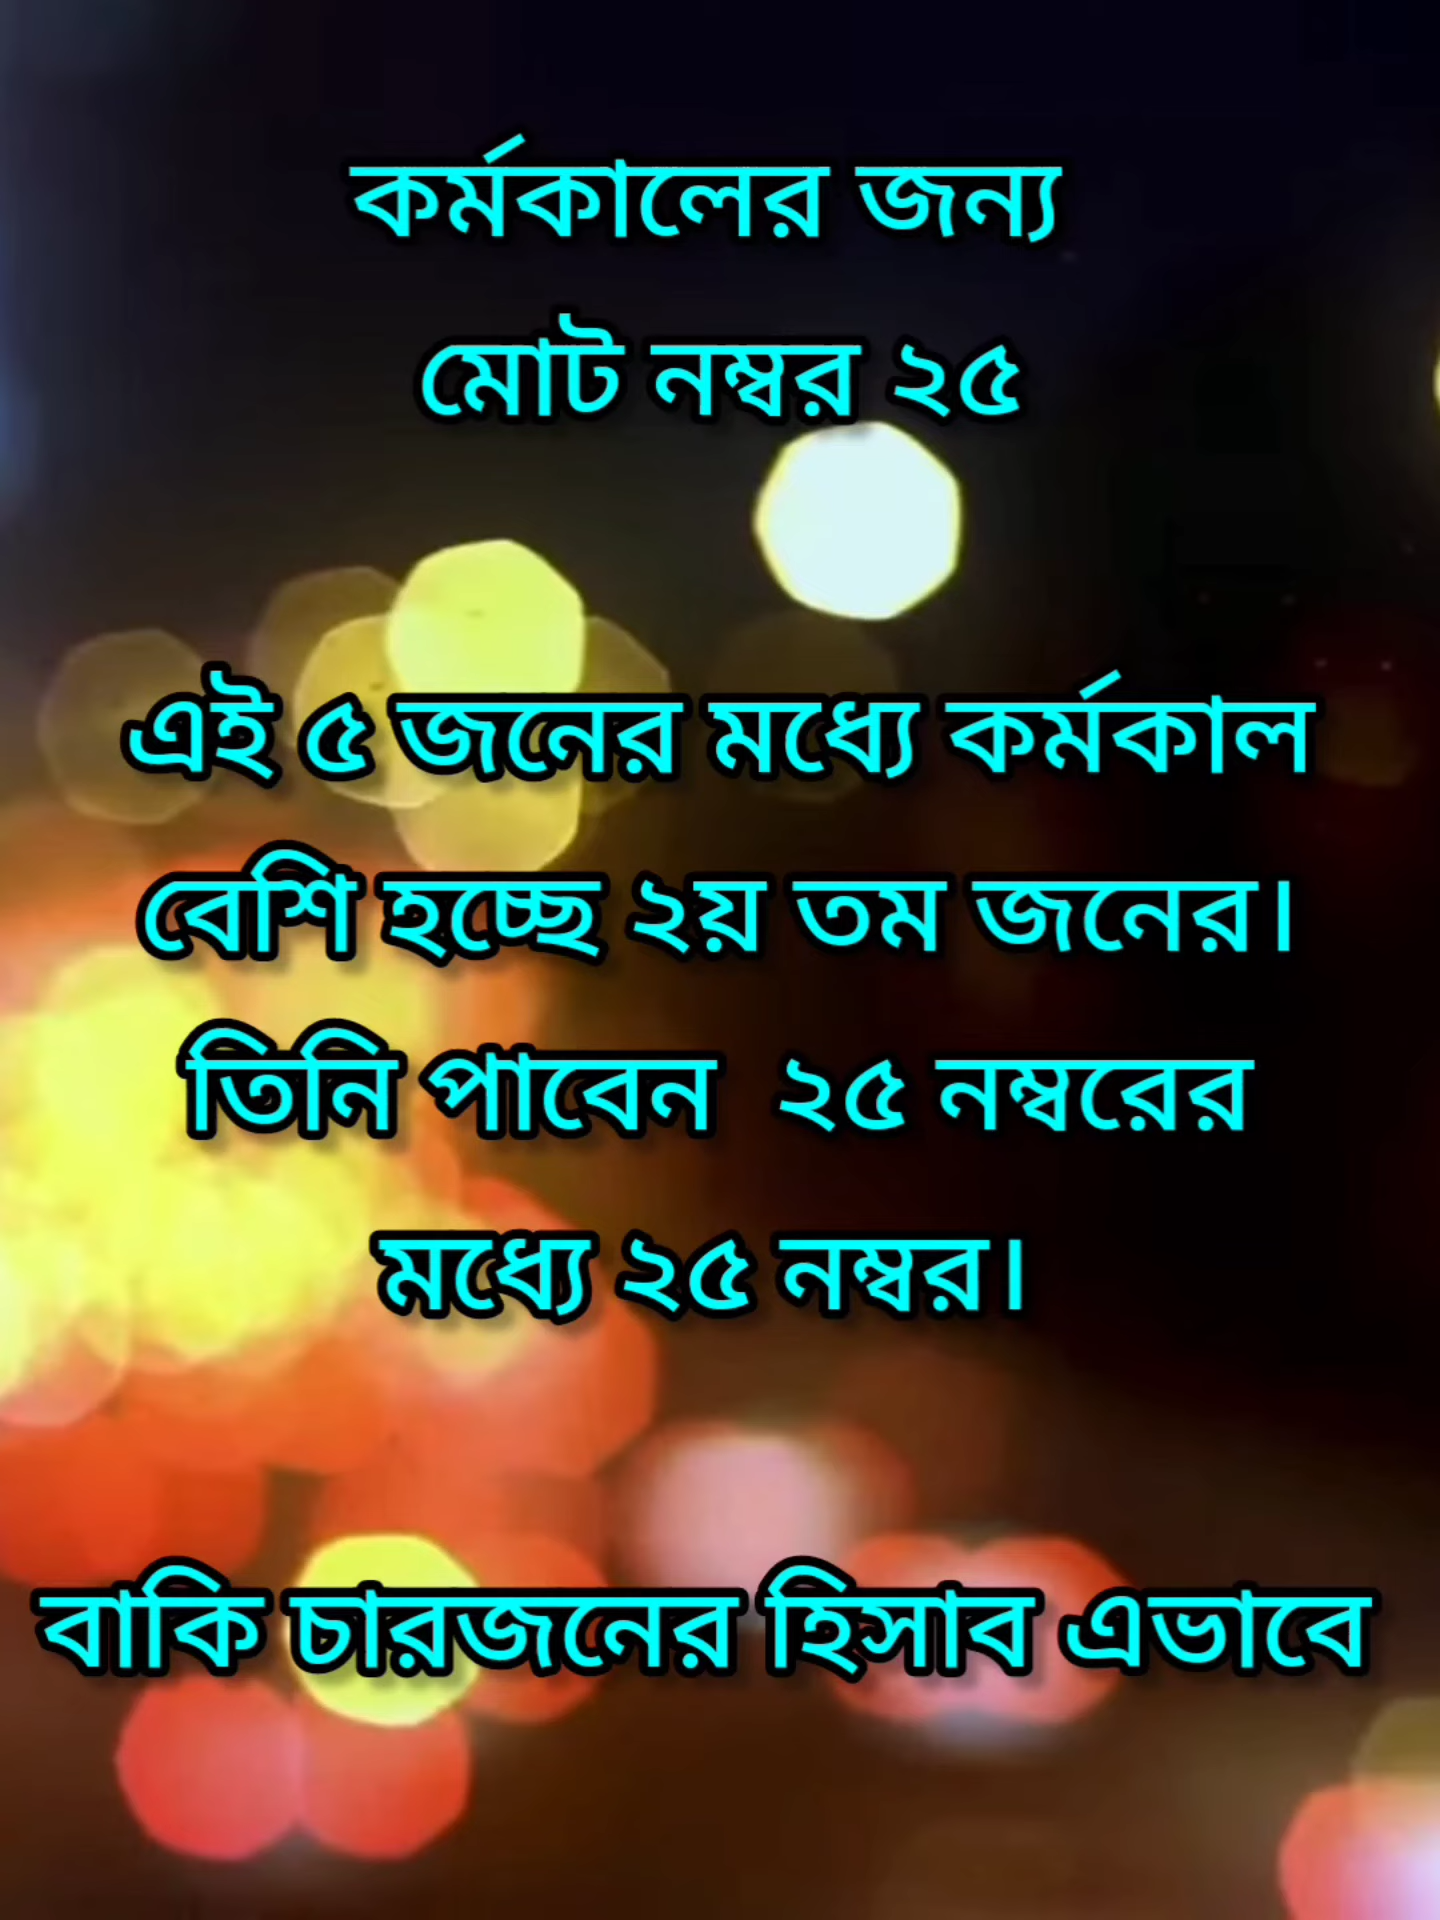 কর্মকালের জন্য
মোট নম্বর ২৫
এই ৫ জনের মধ্যে কর্মকাল
বেশি হচ্ছে ২য় তম জনের।
তিনি পাবেন ২৫ নম্বরের
মধ্যে ২৫ নম্বর।
বাকি চারজনের হিসাব এভাবে